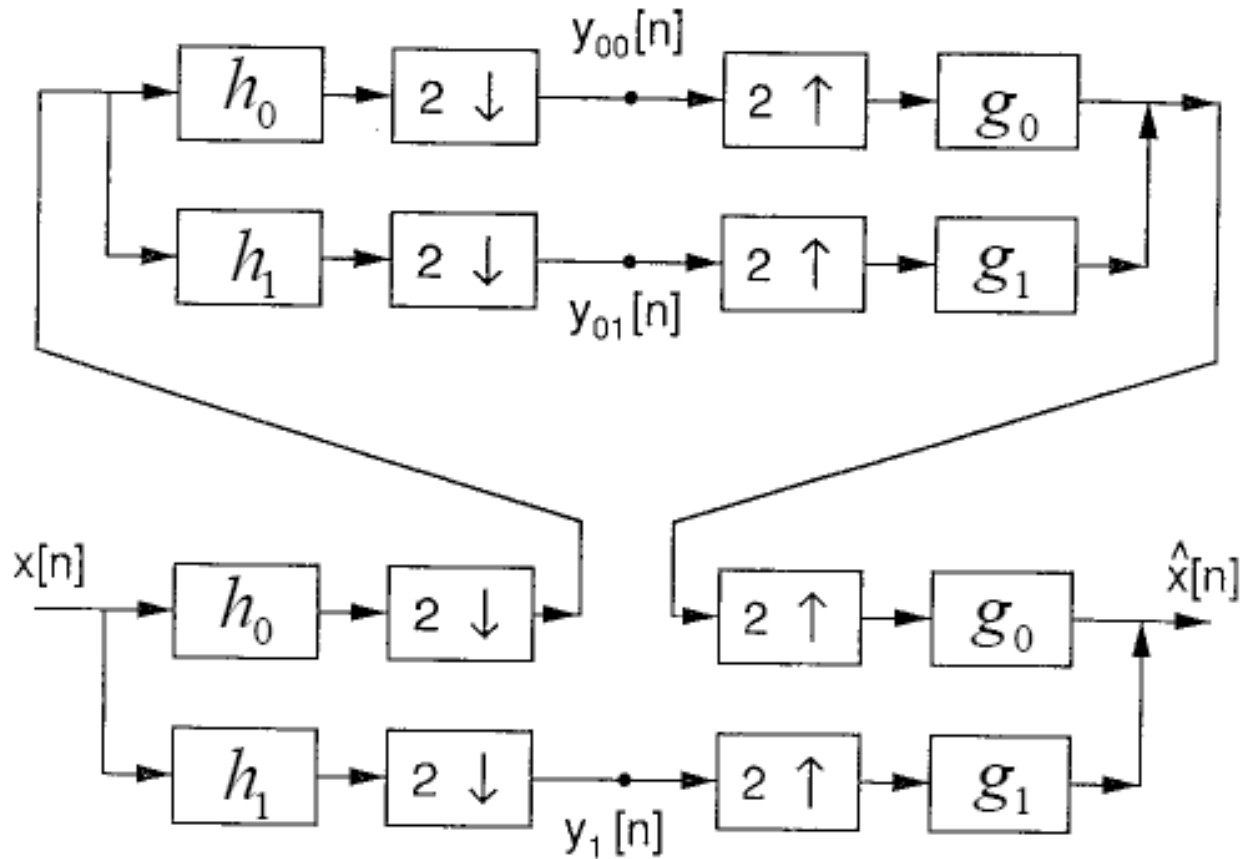 y₀₀[n]
h₀ 2 ↓ 2 ↑ g₀
h₁ 2 ↓ 2 ↑ g₁
y₀₁[n]
x[n] x̂[n]
h₀ 2 ↓ 2 ↑ g₀
h₁ 2 ↓ 2 ↑ g₁
y₁[n]